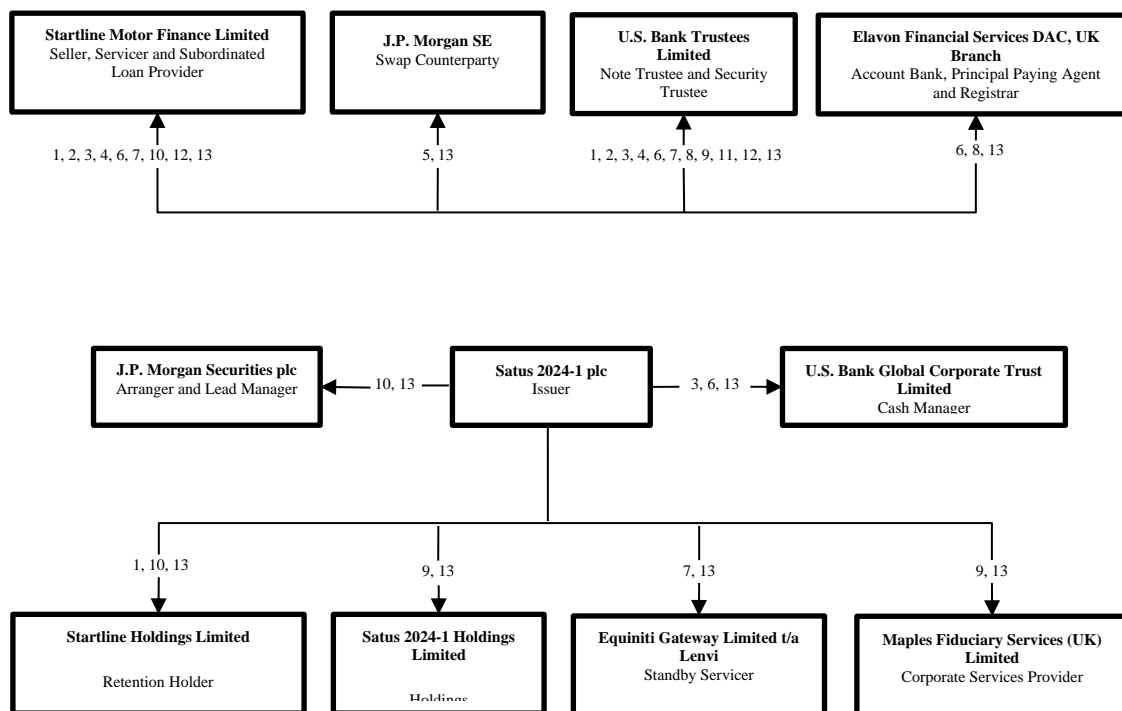 Startline Motor Finance Limited
Seller, Servicer and Subordinated
Loan Provider
J.P. Morgan SE
Swap Counterparty
U.S. Bank Trustees
Limited
Note Trustee and Security
Trustee
Elavon Financial Services DAC, UK
Branch
Account Bank, Principal Paying Agent
and Registrar
1, 2, 3, 4, 6, 7, 10, 12, 13
5, 13
1, 2, 3, 4, 6, 7, 8, 9, 11, 12, 13
6, 8, 13
J.P. Morgan Securities plc
Arranger and Lead Manager
10, 13
Satus 2024-1 plc
Issuer
3, 6, 13
U.S. Bank Global Corporate Trust
Limited
Cash Manager
1, 10, 13
9, 13
7, 13
9, 13
Startline Holdings Limited
Retention Holder
Satus 2024-1 Holdings
Limited
Holdings
Equiniti Gateway Limited t/a
Lenvi
Standby Servicer
Maples Fiduciary Services (UK)
Limited
Corporate Services Provider